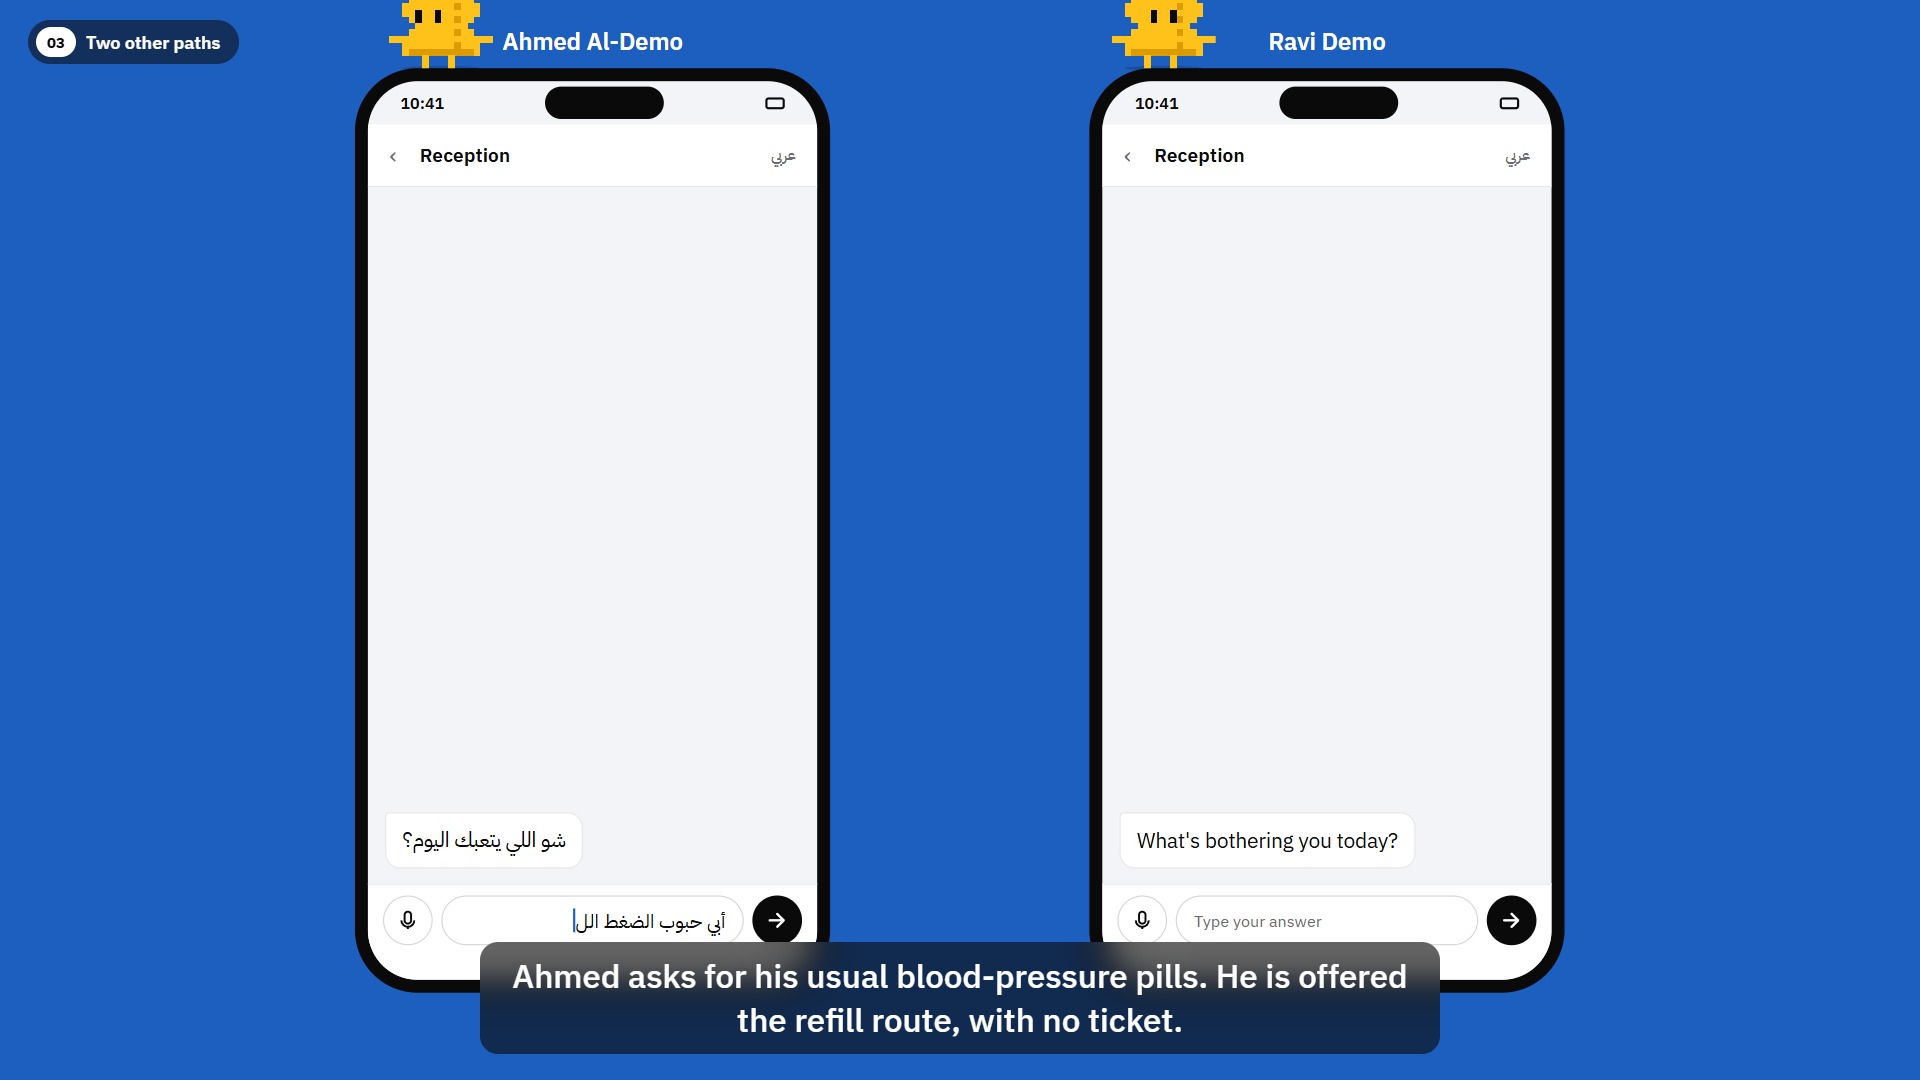 03 Two other paths
Ahmed Al-Demo
Ravi Demo
10:41
Reception
عربي
شو اللي يتعبك اليوم؟
أبي حبوب الضغط الل
10:41
Reception
عربي
What's bothering you today?
Type your answer
Ahmed asks for his usual blood-pressure pills. He is offered
the refill route, with no ticket.